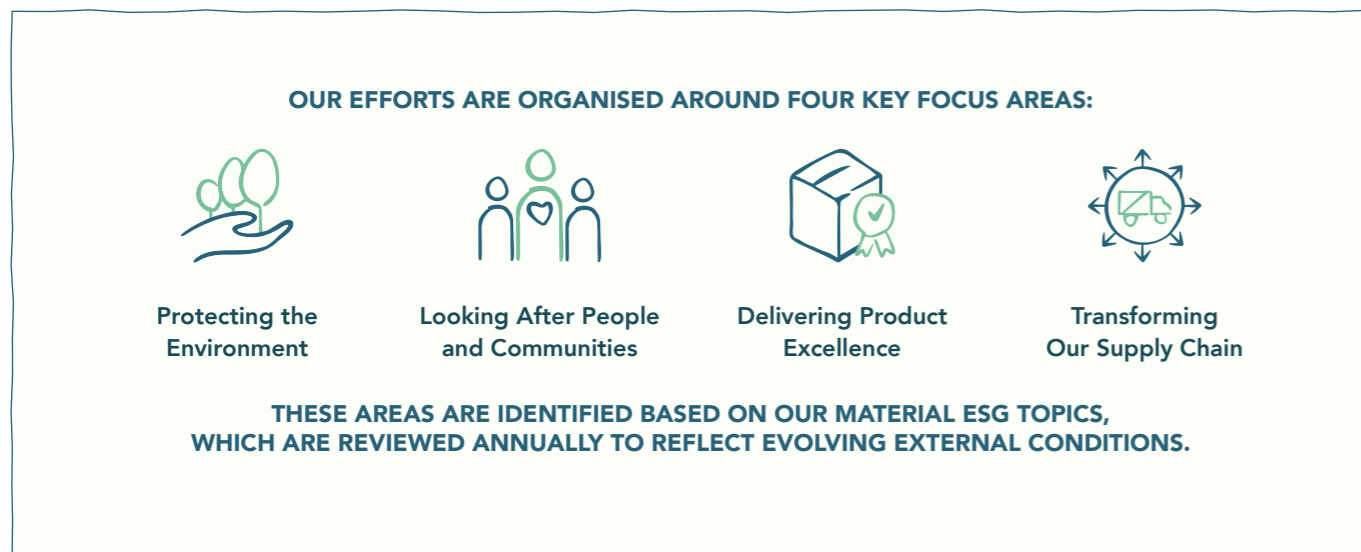 OUR EFFORTS ARE ORGANISED AROUND FOUR KEY FOCUS AREAS:
Protecting the
Environment
Looking After People
and Communities
Delivering Product
Excellence
Transforming
Our Supply Chain
THESE AREAS ARE IDENTIFIED BASED ON OUR MATERIAL ESG TOPICS,
WHICH ARE REVIEWED ANNUALLY TO REFLECT EVOLVING EXTERNAL CONDITIONS.